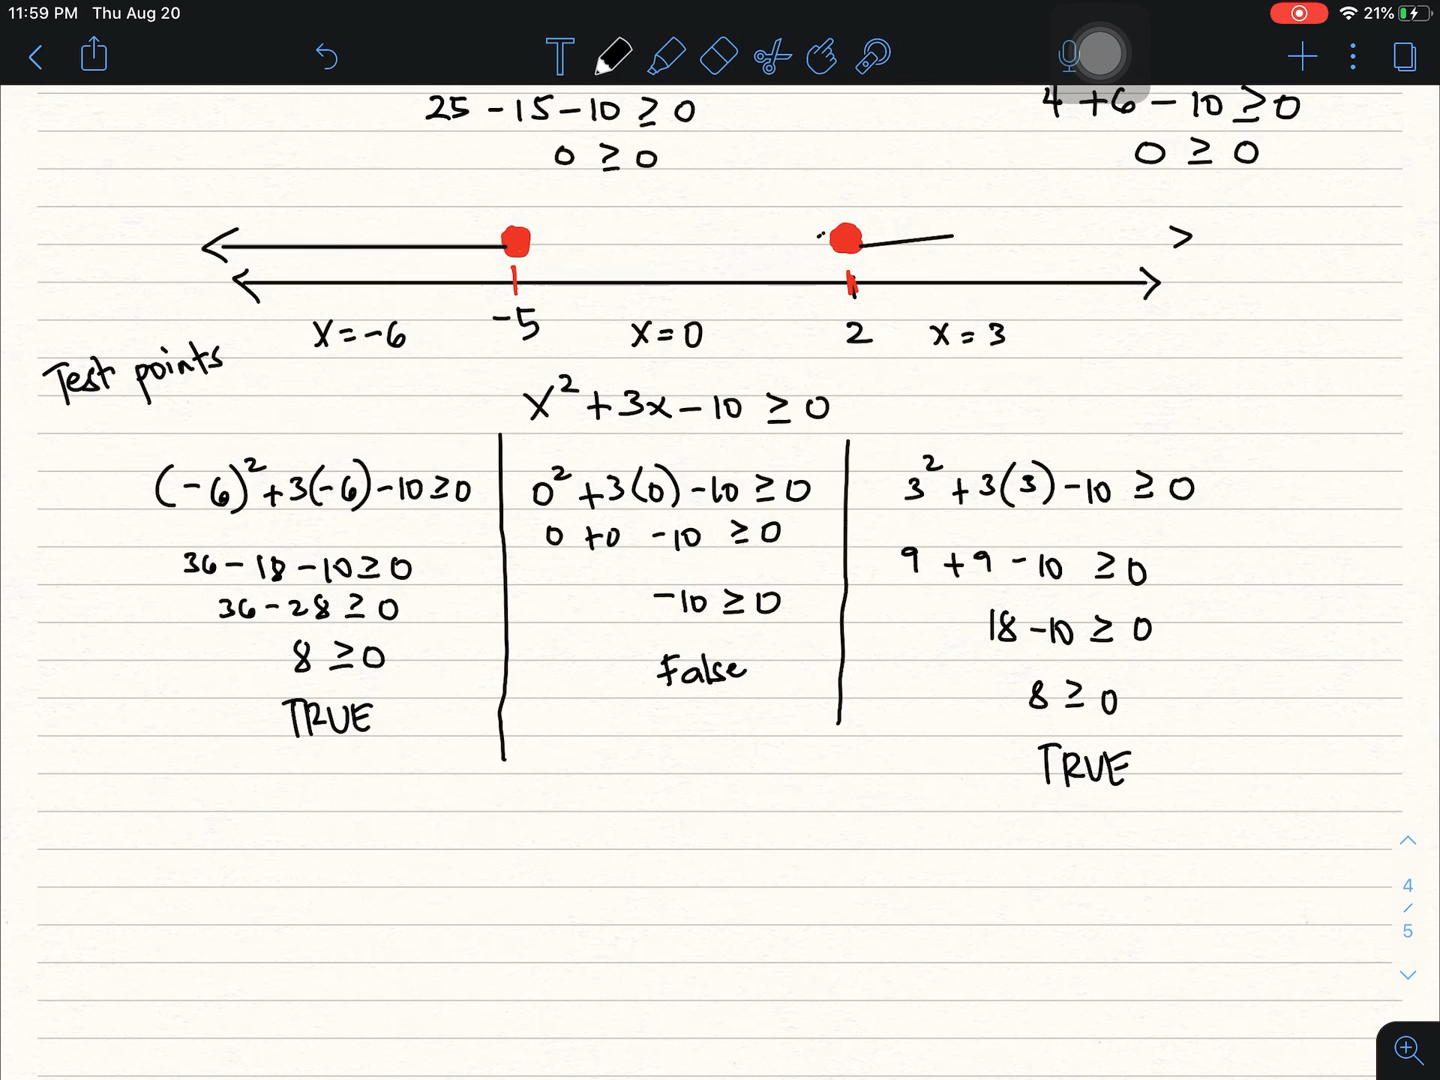 11:59 PM Thu Aug 20
21%
25 - 15 - 10 ≥ 0
4 + 6 - 10 ≥ 0
0 ≥ 0
0 ≥ 0
x = -6
-5
x = 0
2
x = 3
Test points
x² + 3x - 10 ≥ 0
(-6)² + 3(-6) - 10 ≥ 0
36 - 18 - 10 ≥ 0
36 - 28 ≥ 0
8 ≥ 0
TRUE
0² + 3(0) - 10 ≥ 0
0 + 0 - 10 ≥ 0
-10 ≥ 0
False
3² + 3(3) - 10 ≥ 0
9 + 9 - 10 ≥ 0
18 - 10 ≥ 0
8 ≥ 0
TRUE
4
/
5